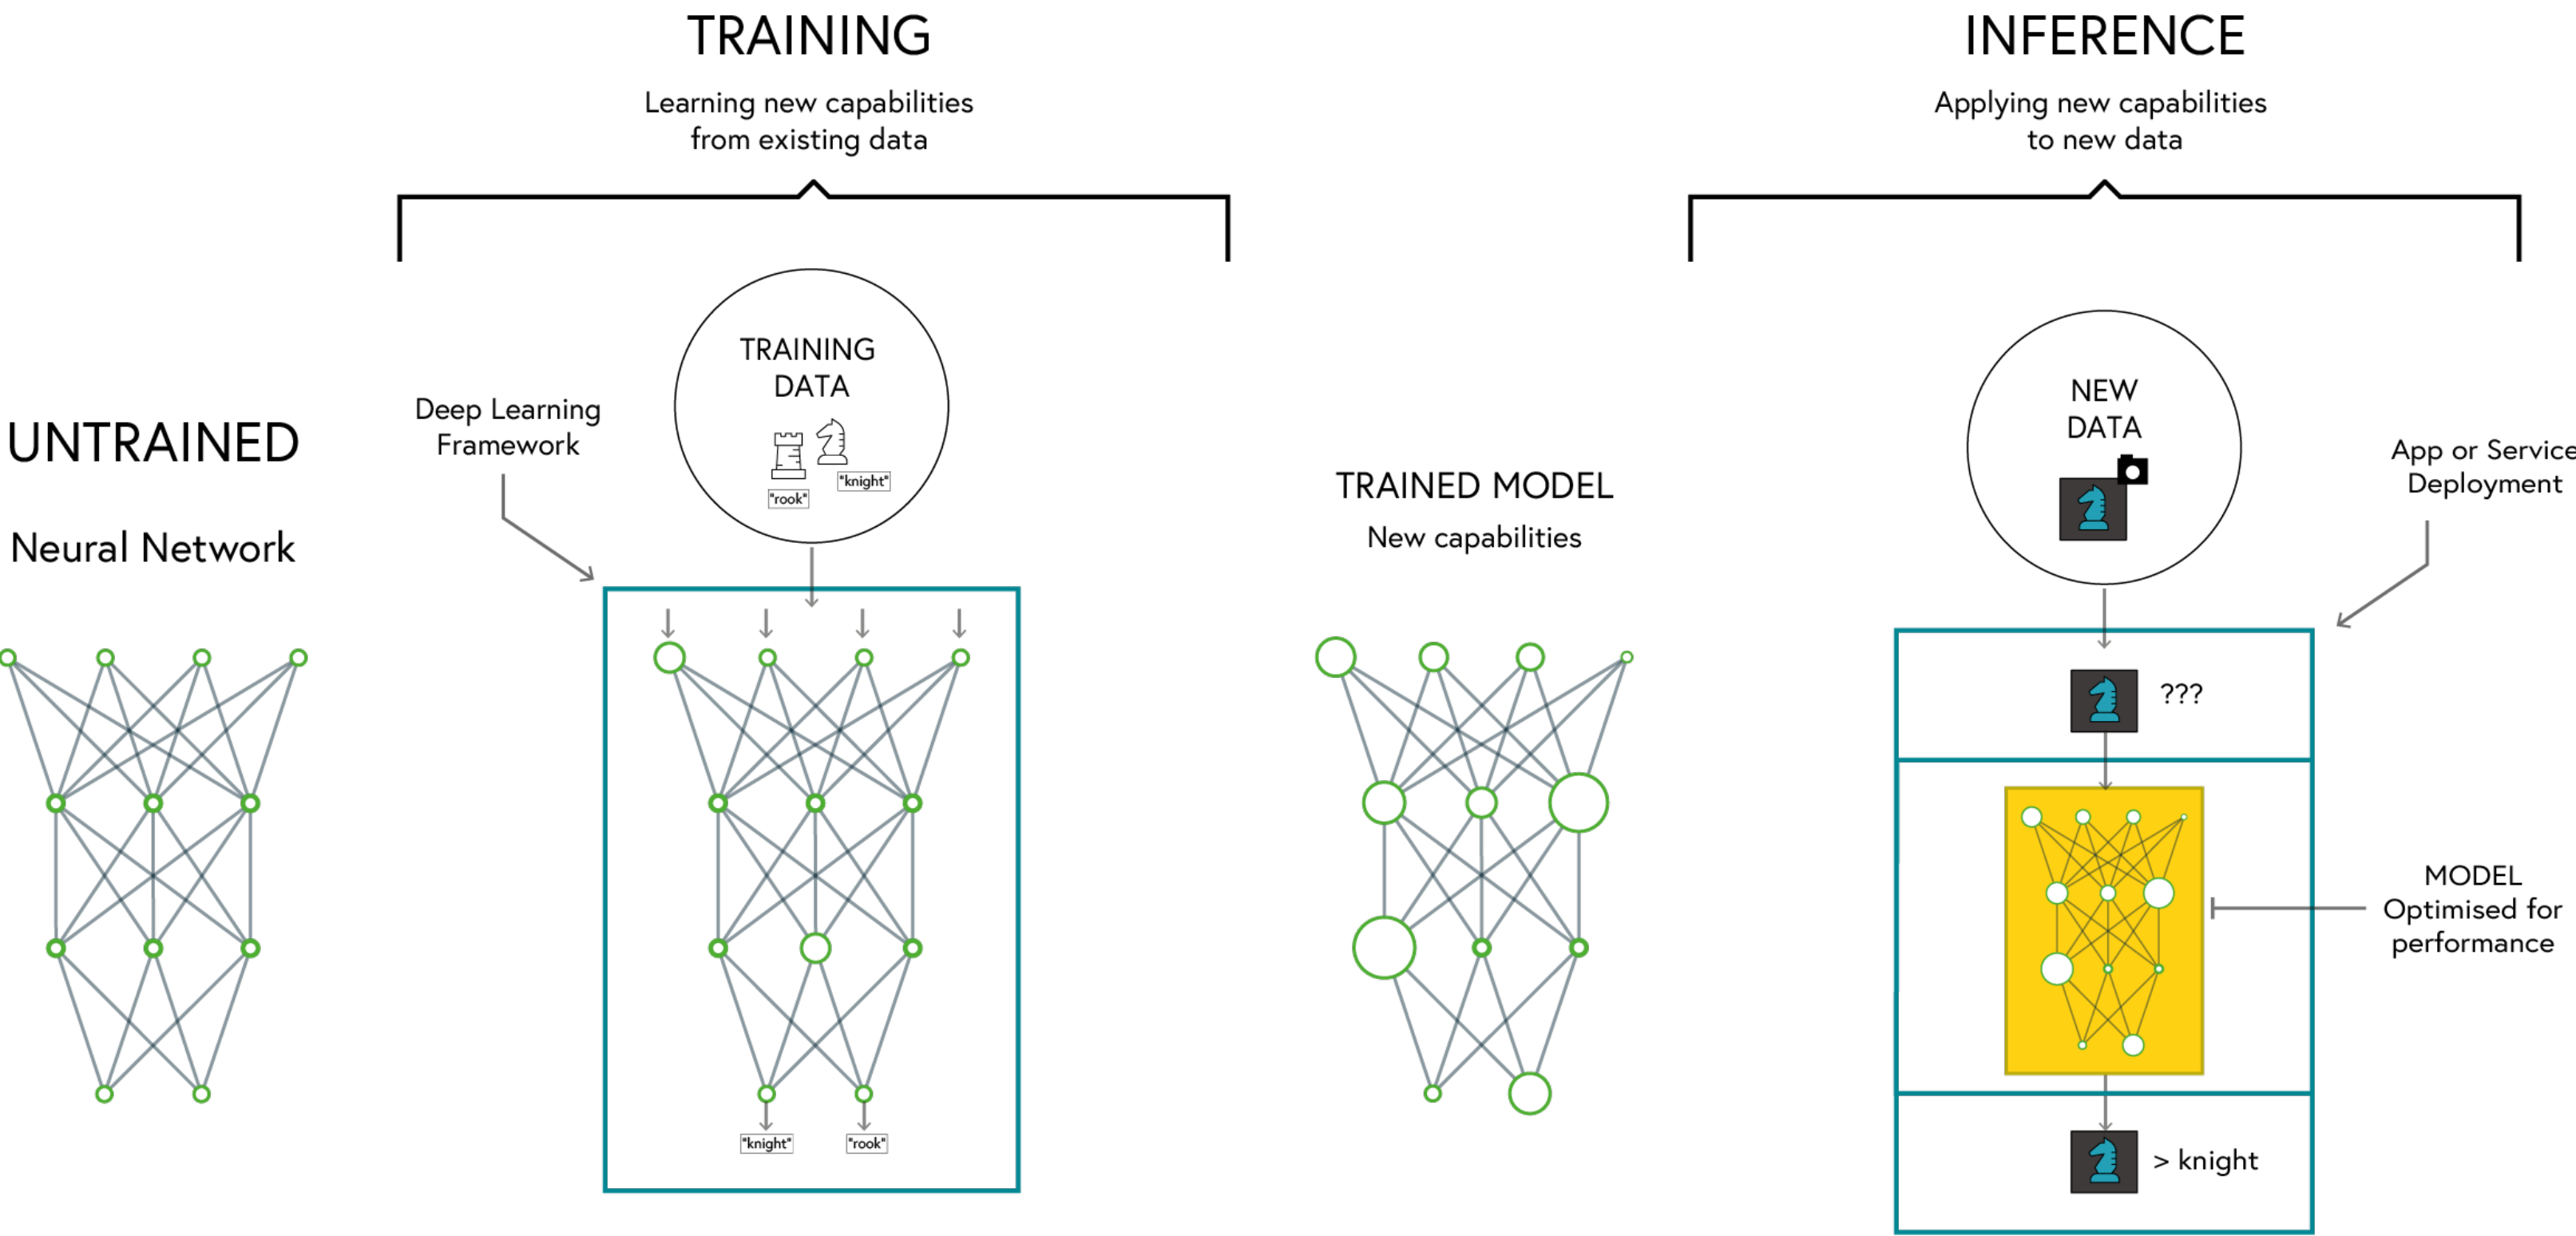 TRAINING
Learning new capabilities
from existing data
INFERENCE
Applying new capabilities
to new data
UNTRAINED
Neural Network
Deep Learning
Framework
TRAINING
DATA
"rook"
"knight"
"knight"
"rook"
TRAINED MODEL
New capabilities
NEW
DATA
App or Service
Deployment
???
MODEL
Optimised for
performance
> knight